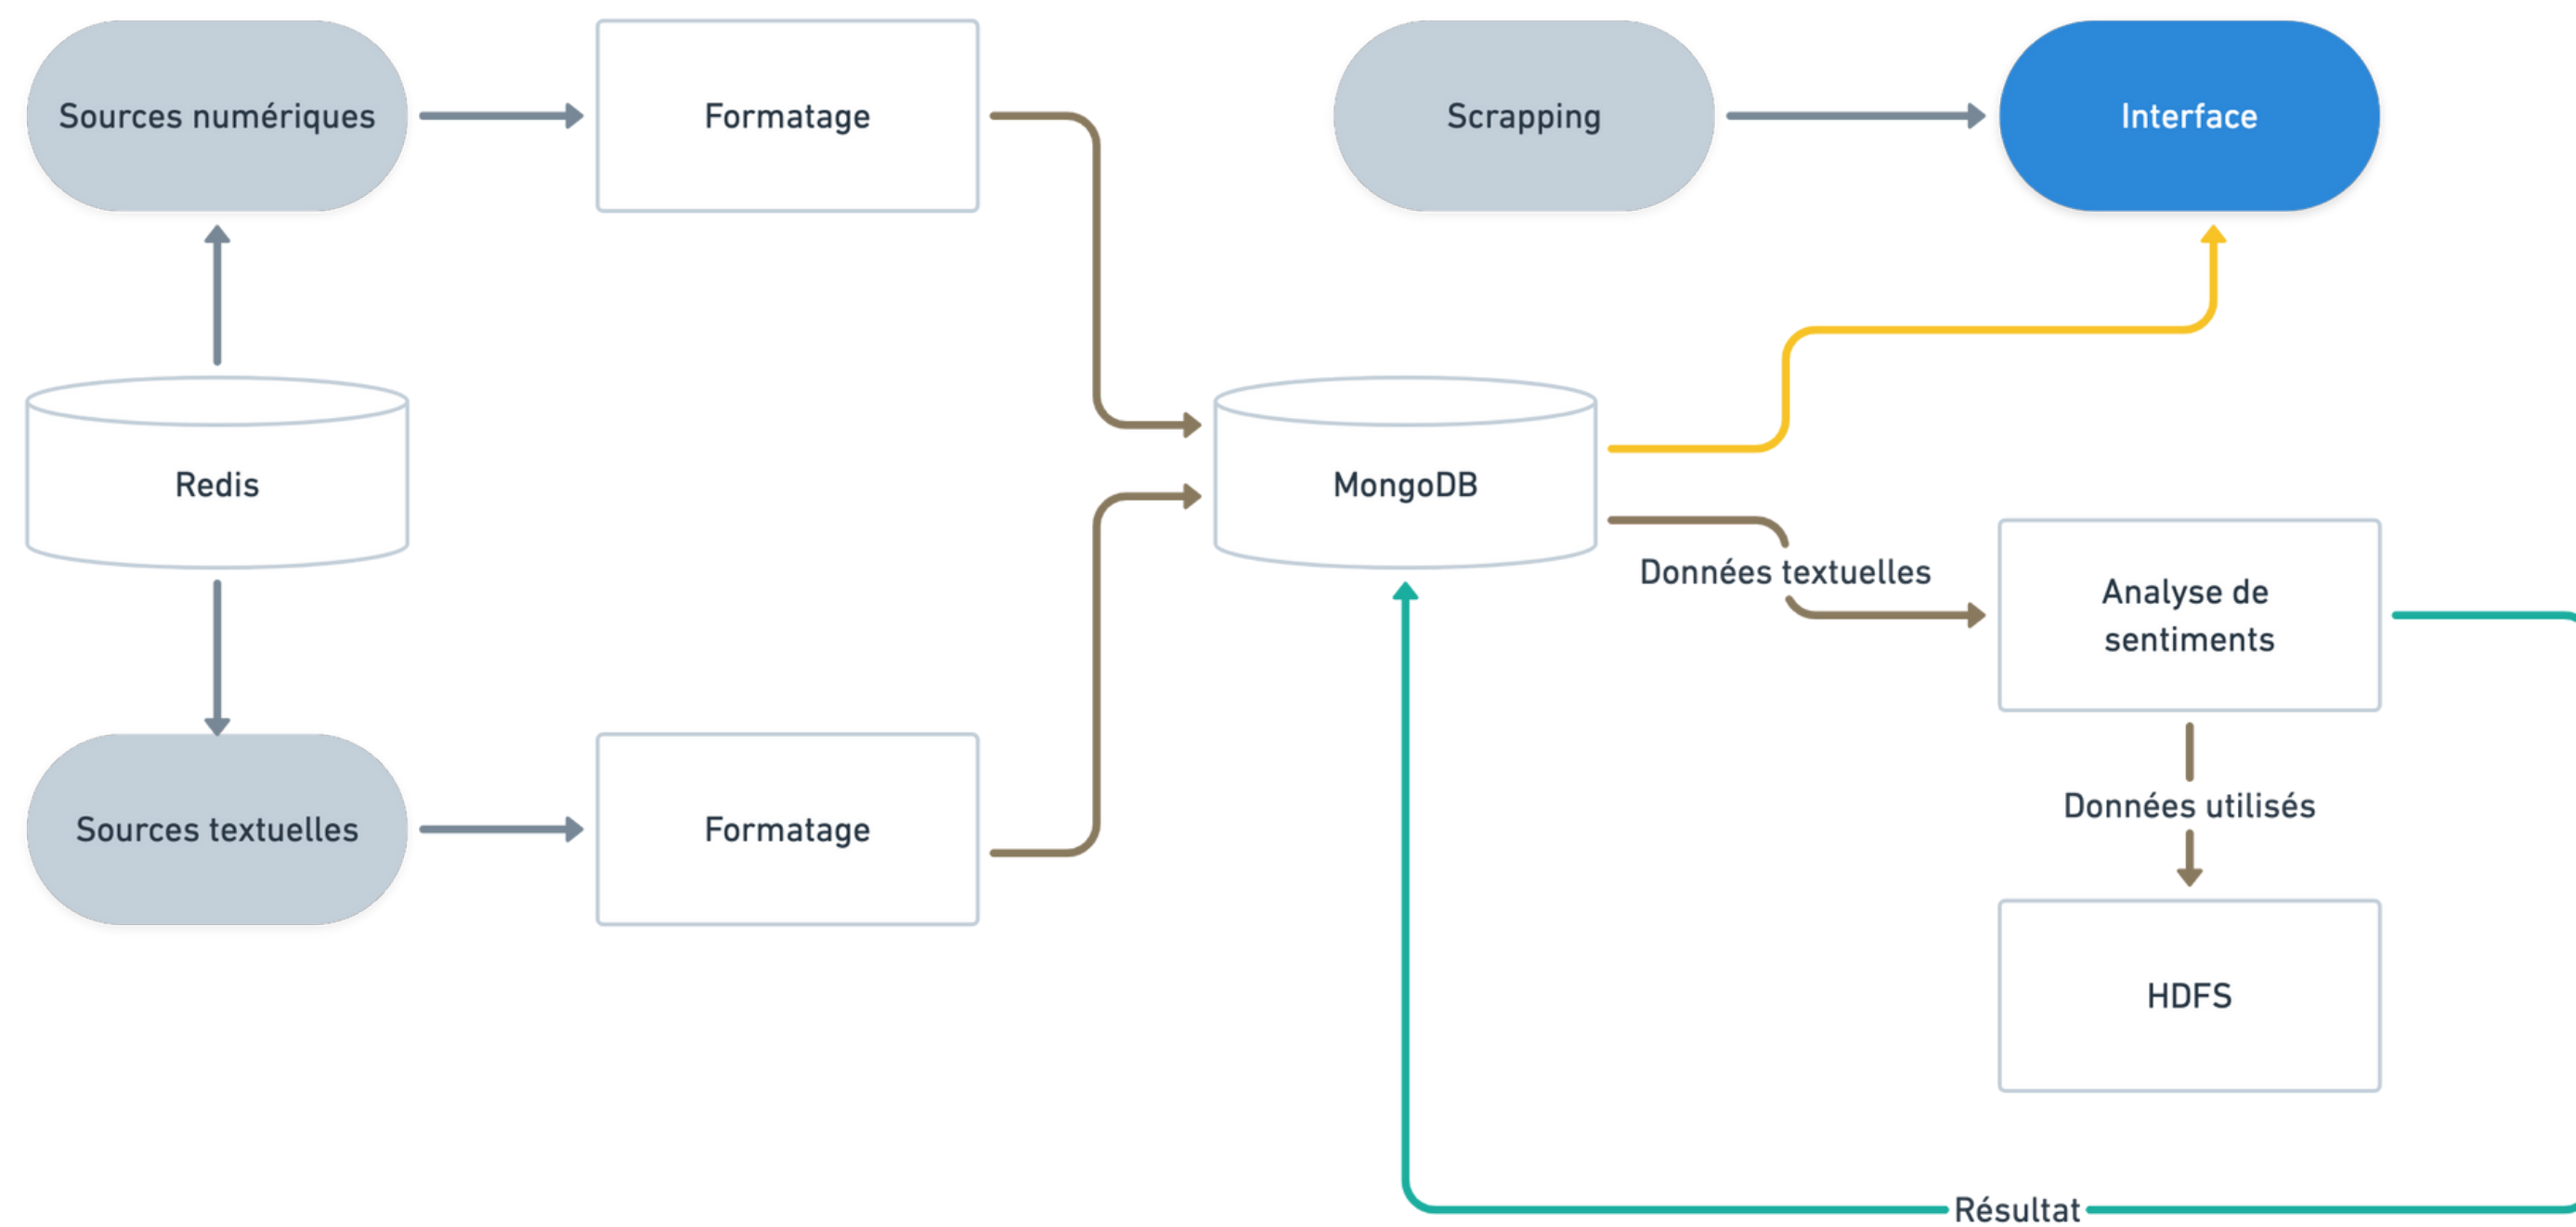 Sources numériques
Formatage
Scrapping
Interface
Redis
MongoDB
Données textuelles
Analyse de
sentiments
Sources textuelles
Formatage
Données utilisés
HDFS
Résultat